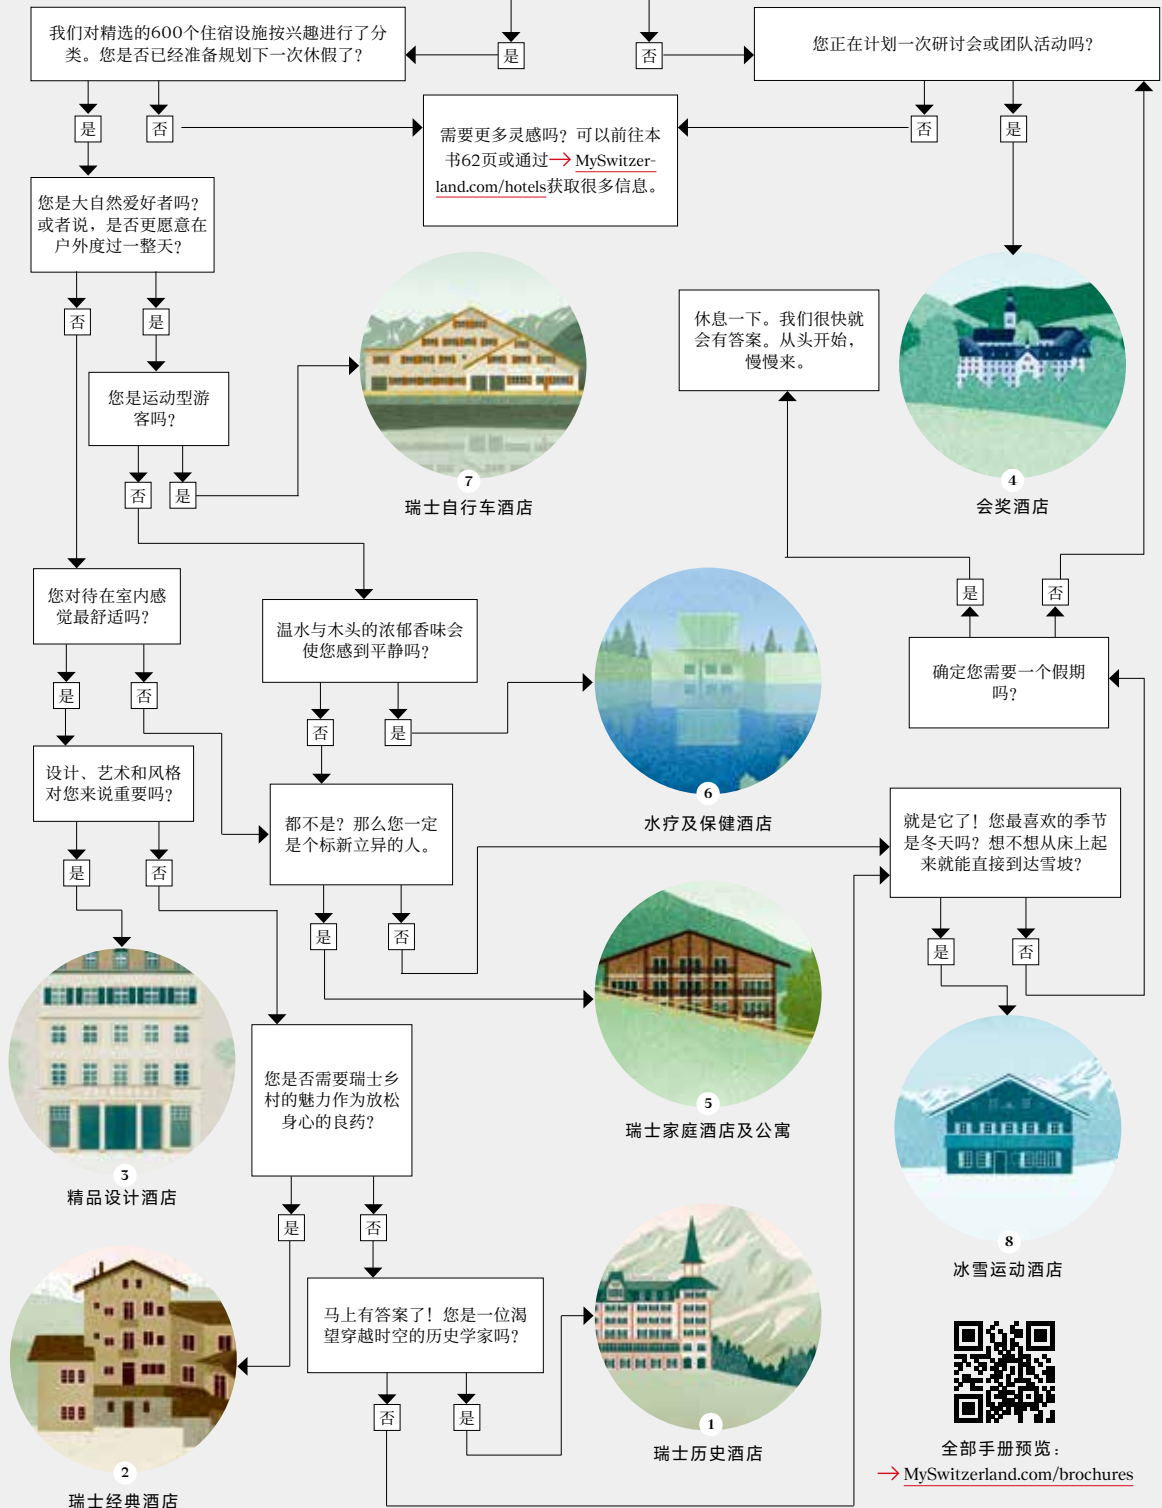 我们对精选的600个住宿设施按兴趣进行了分
类。您是否已经准备规划下一次休假了?
是
否
您正在计划一次研讨会或团队活动吗?
是
否
需要更多灵感吗?可以前往本
书62页或通过→ MySwitzer-
land.com/hotels获取很多信息。
否
是
您是大自然爱好者吗?
或者说,是否更愿意在
户外度过一整天?
否
是
休息一下。我们很快就
会有答案。从头开始,
慢慢来。
您是运动型游
客吗?
否
是
7
瑞士自行车酒店
4
会奖酒店
是
否
您对待在室内感
觉最舒适吗?
温水与木头的浓郁香味会
使您感到平静吗?
确定您需要一个假期
吗?
是
否
否
是
设计、艺术和风格
对您来说重要吗?
6
水疗及保健酒店
都不是?那么您一定
是个标新立异的人。
就是它了!您最喜欢的季节
是冬天吗?想不想从床上起
来就能直接到达雪坡?
是
否
是
否
是
否
您是否需要瑞士乡
村的魅力作为放松
身心的良药?
5
瑞士家庭酒店及公寓
3
精品设计酒店
是
否
8
冰雪运动酒店
马上有答案了!您是一位渴
望穿越时空的历史学家吗?
否
是
1
瑞士历史酒店
2
瑞士经典酒店
全部手册预览:
→ MySwitzerland.com/brochures